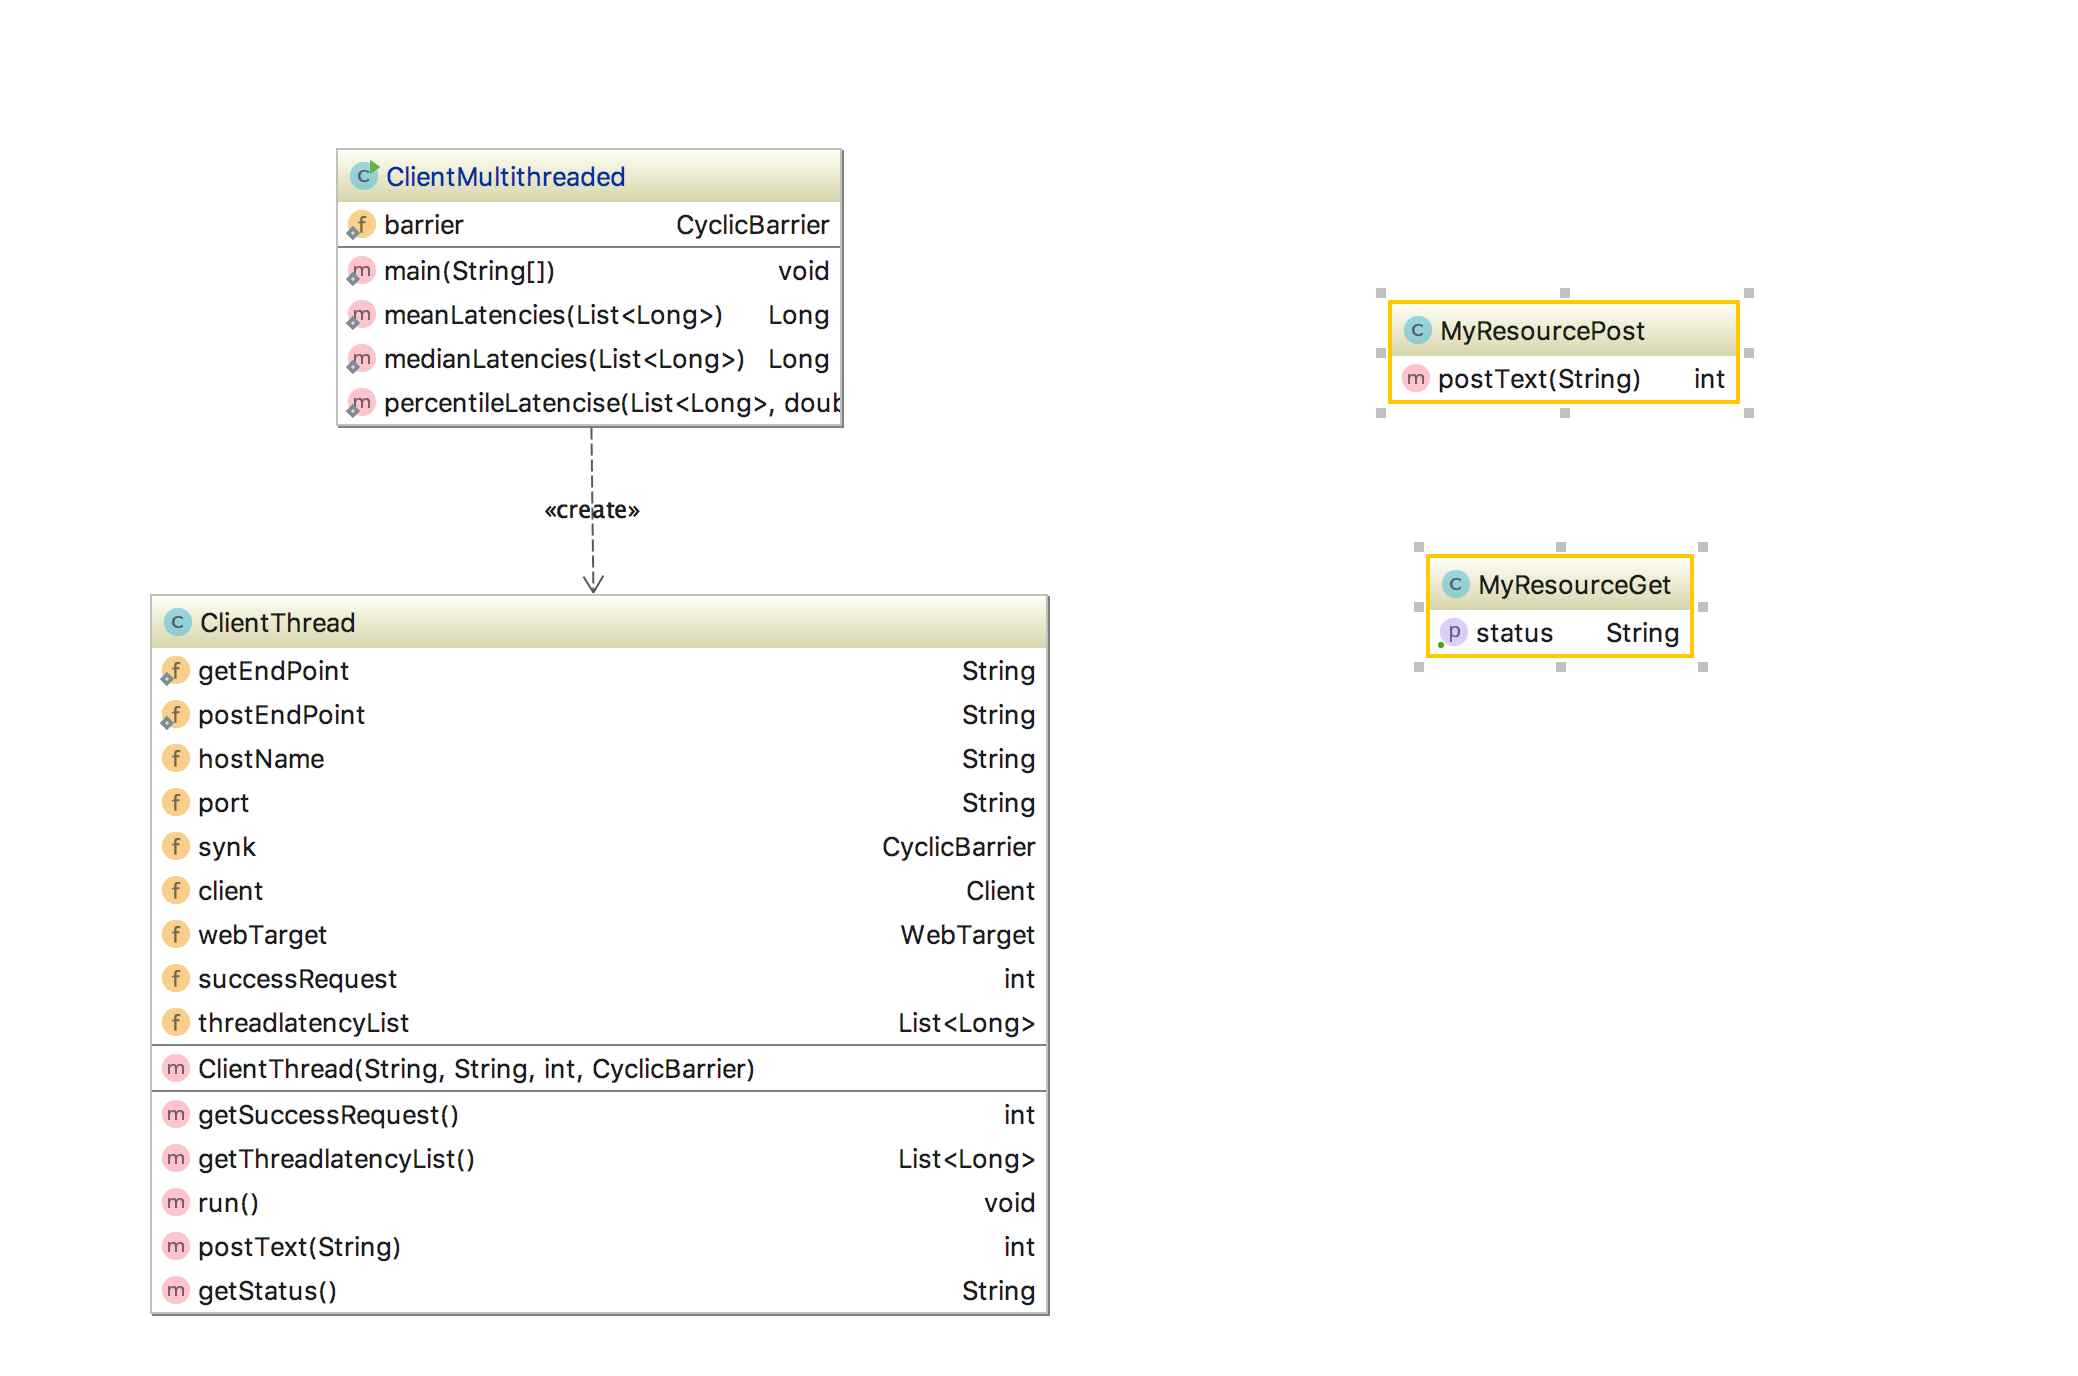 ClientMultithreaded
barrier CyclicBarrier
main(String[]) void
meanLatencies(List<Long>) Long
medianLatencies(List<Long>) Long
percentileLatencise(List<Long>, doub
«create»
ClientThread
getEndPoint String
postEndPoint String
hostName String
port String
synk CyclicBarrier
client Client
webTarget WebTarget
successRequest int
threadlatencyList List<Long>
ClientThread(String, String, int, CyclicBarrier)
getSuccessRequest() int
getThreadlatencyList() List<Long>
run() void
postText(String) int
getStatus() String
MyResourcePost
postText(String) int
MyResourceGet
status String